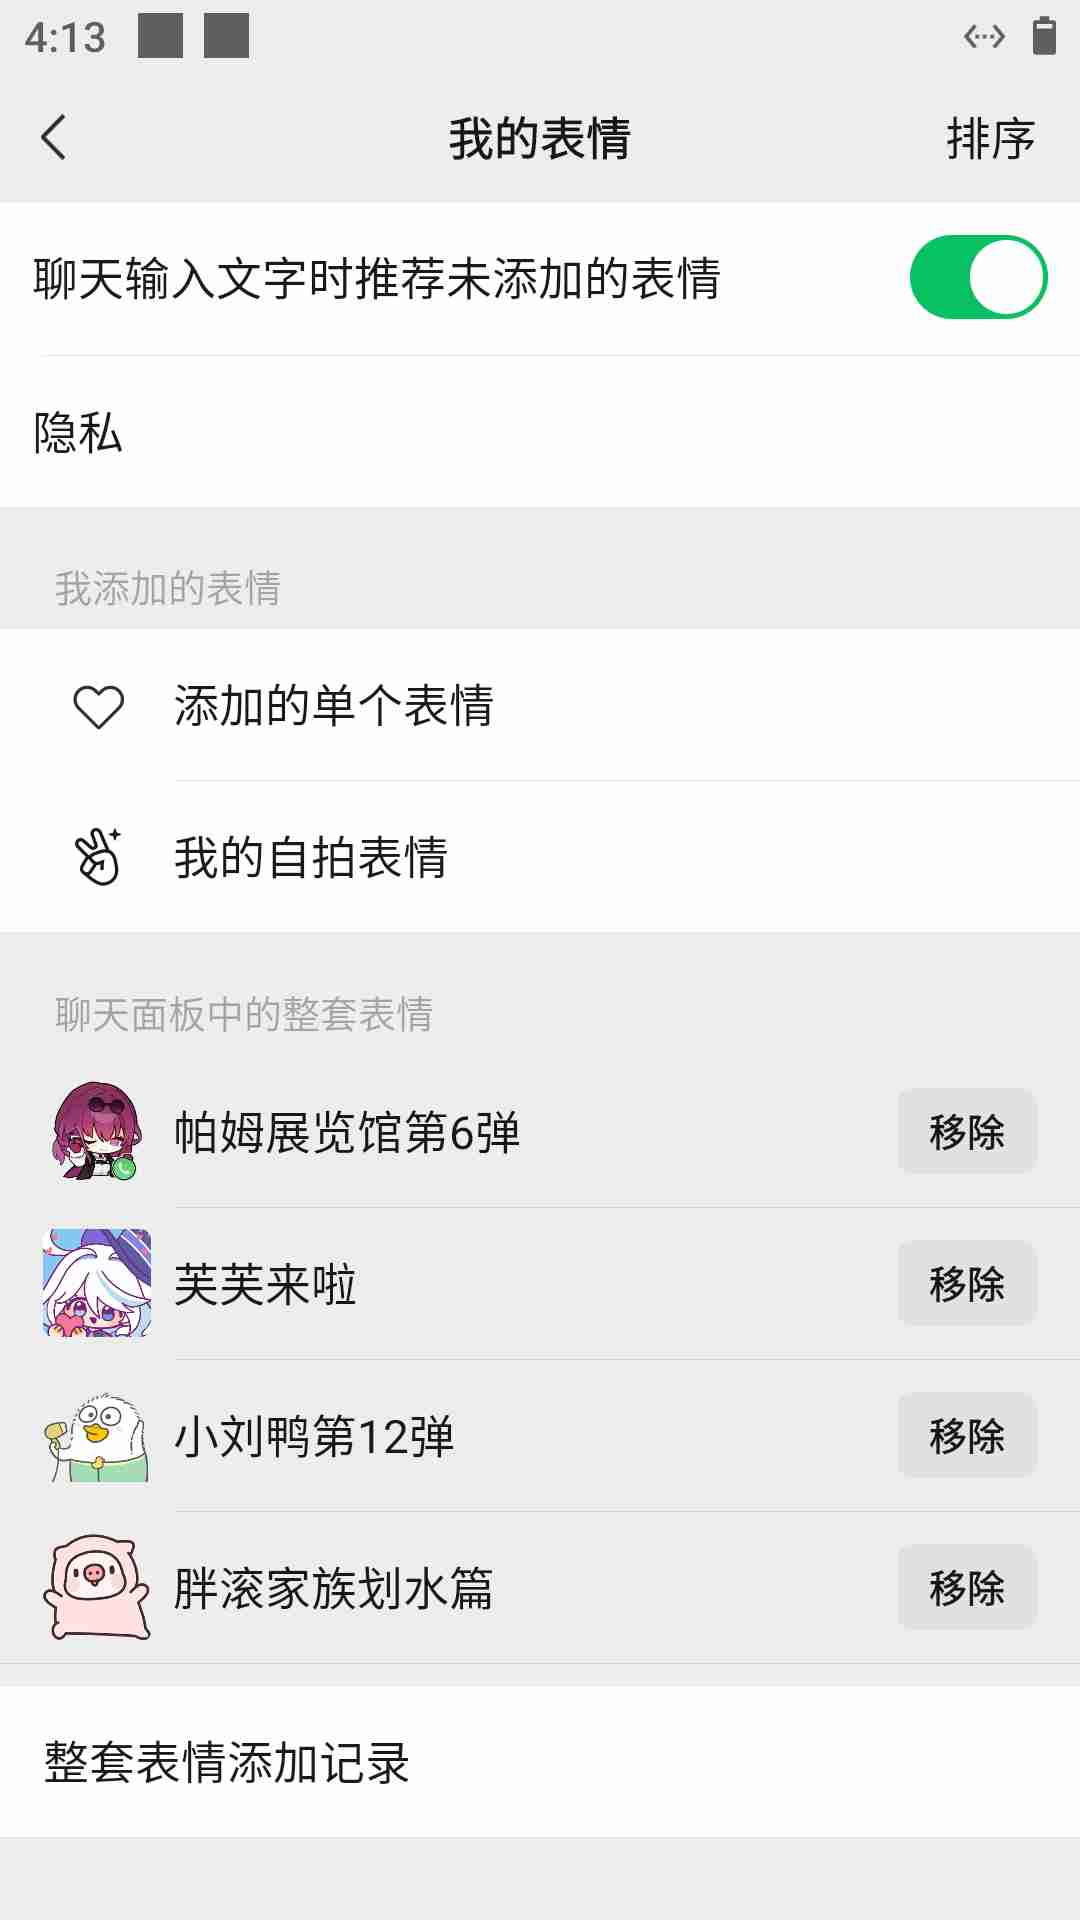 4:13
我的表情
排序
聊天输入文字时推荐未添加的表情
隐私
我添加的表情
添加的单个表情
我的自拍表情
聊天面板中的整套表情
帕姆展览馆第6弹
移除
芙芙来啦
移除
小刘鸭第12弹
移除
胖滚家族划水篇
移除
整套表情添加记录